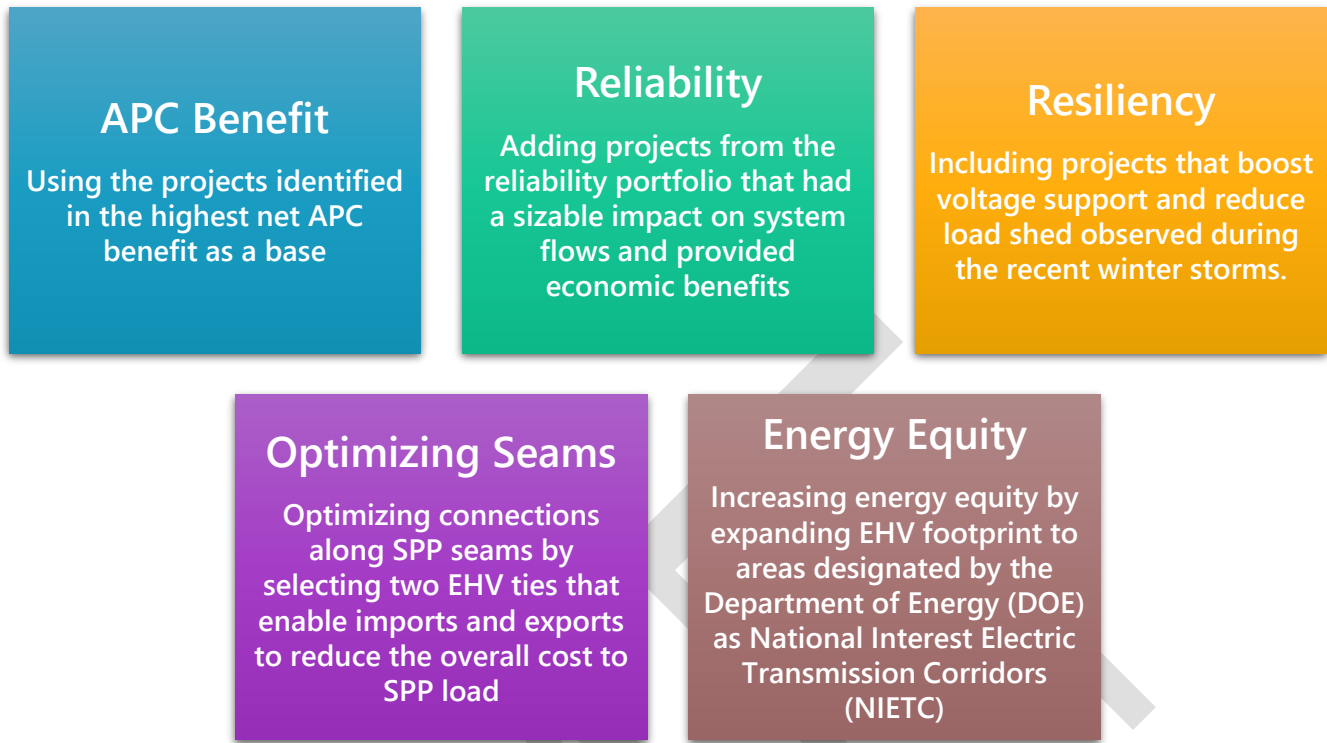 APC Benefit
Using the projects identified
in the highest net APC
benefit as a base
Reliability
Adding projects from the
reliability portfolio that had
a sizable impact on system
flows and provided
economic benefits
Resiliency
Including projects that boost
voltage support and reduce
load shed observed during
the recent winter storms.
Optimizing Seams
Optimizing connections
along SPP seams by
selecting two EHV ties that
enable imports and exports
to reduce the overall cost to
SPP load
Energy Equity
Increasing energy equity by
expanding EHV footprint to
areas designated by the
Department of Energy (DOE)
as National Interest Electric
Transmission Corridors
(NIETC)